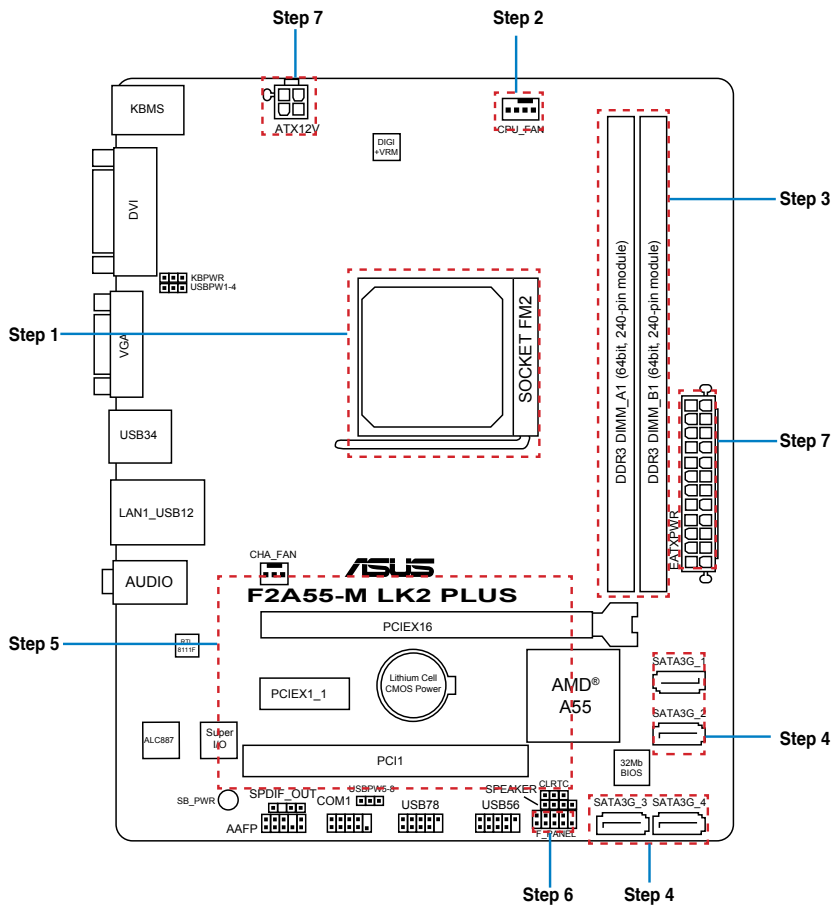 Step 7
Step 2
KBMS
ATX12V
CPU_FAN
DIGI
+VRM
Step 3
DVI
KBPWR
USBPW1-4
DDR3 DIMM_A1 (64bit, 240-pin module)
DDR3 DIMM_B1 (64bit, 240-pin module)
Step 1
VGA
SOCKET FM2
USB34
Step 7
EATXPWR
LAN1_USB12
CHA_FAN
ASUS
AUDIO
F2A55-M LK2 PLUS
PCIEX16
Step 5
RTL
8111F
SATA3G_1
Lithium Cell
CMOS Power
AMD®
A55
PCIEX1_1
SATA3G_2
ALC887
Super
I/O
Step 4
PCI1
32Mb
BIOS
SB_PWR
SPDIF_OUT
COM1
USBPW5-8
SPEAKER
CLRTC
USB78
USB56
SATA3G_3
SATA3G_4
AAFP
F_PANEL
Step 6
Step 4